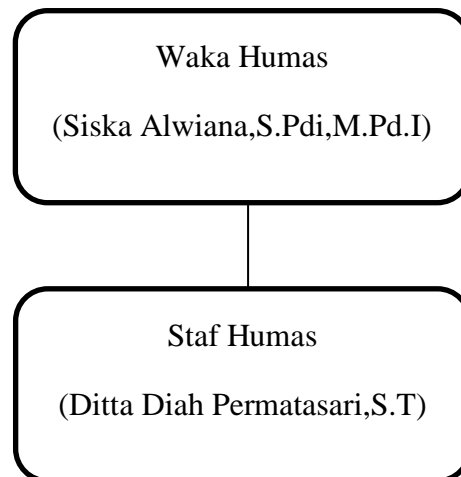 Waka Humas
(Siska Alwiana,S.Pdi,M.Pd.I)
Staf Humas
(Ditta Diah Permatasari,S.T)